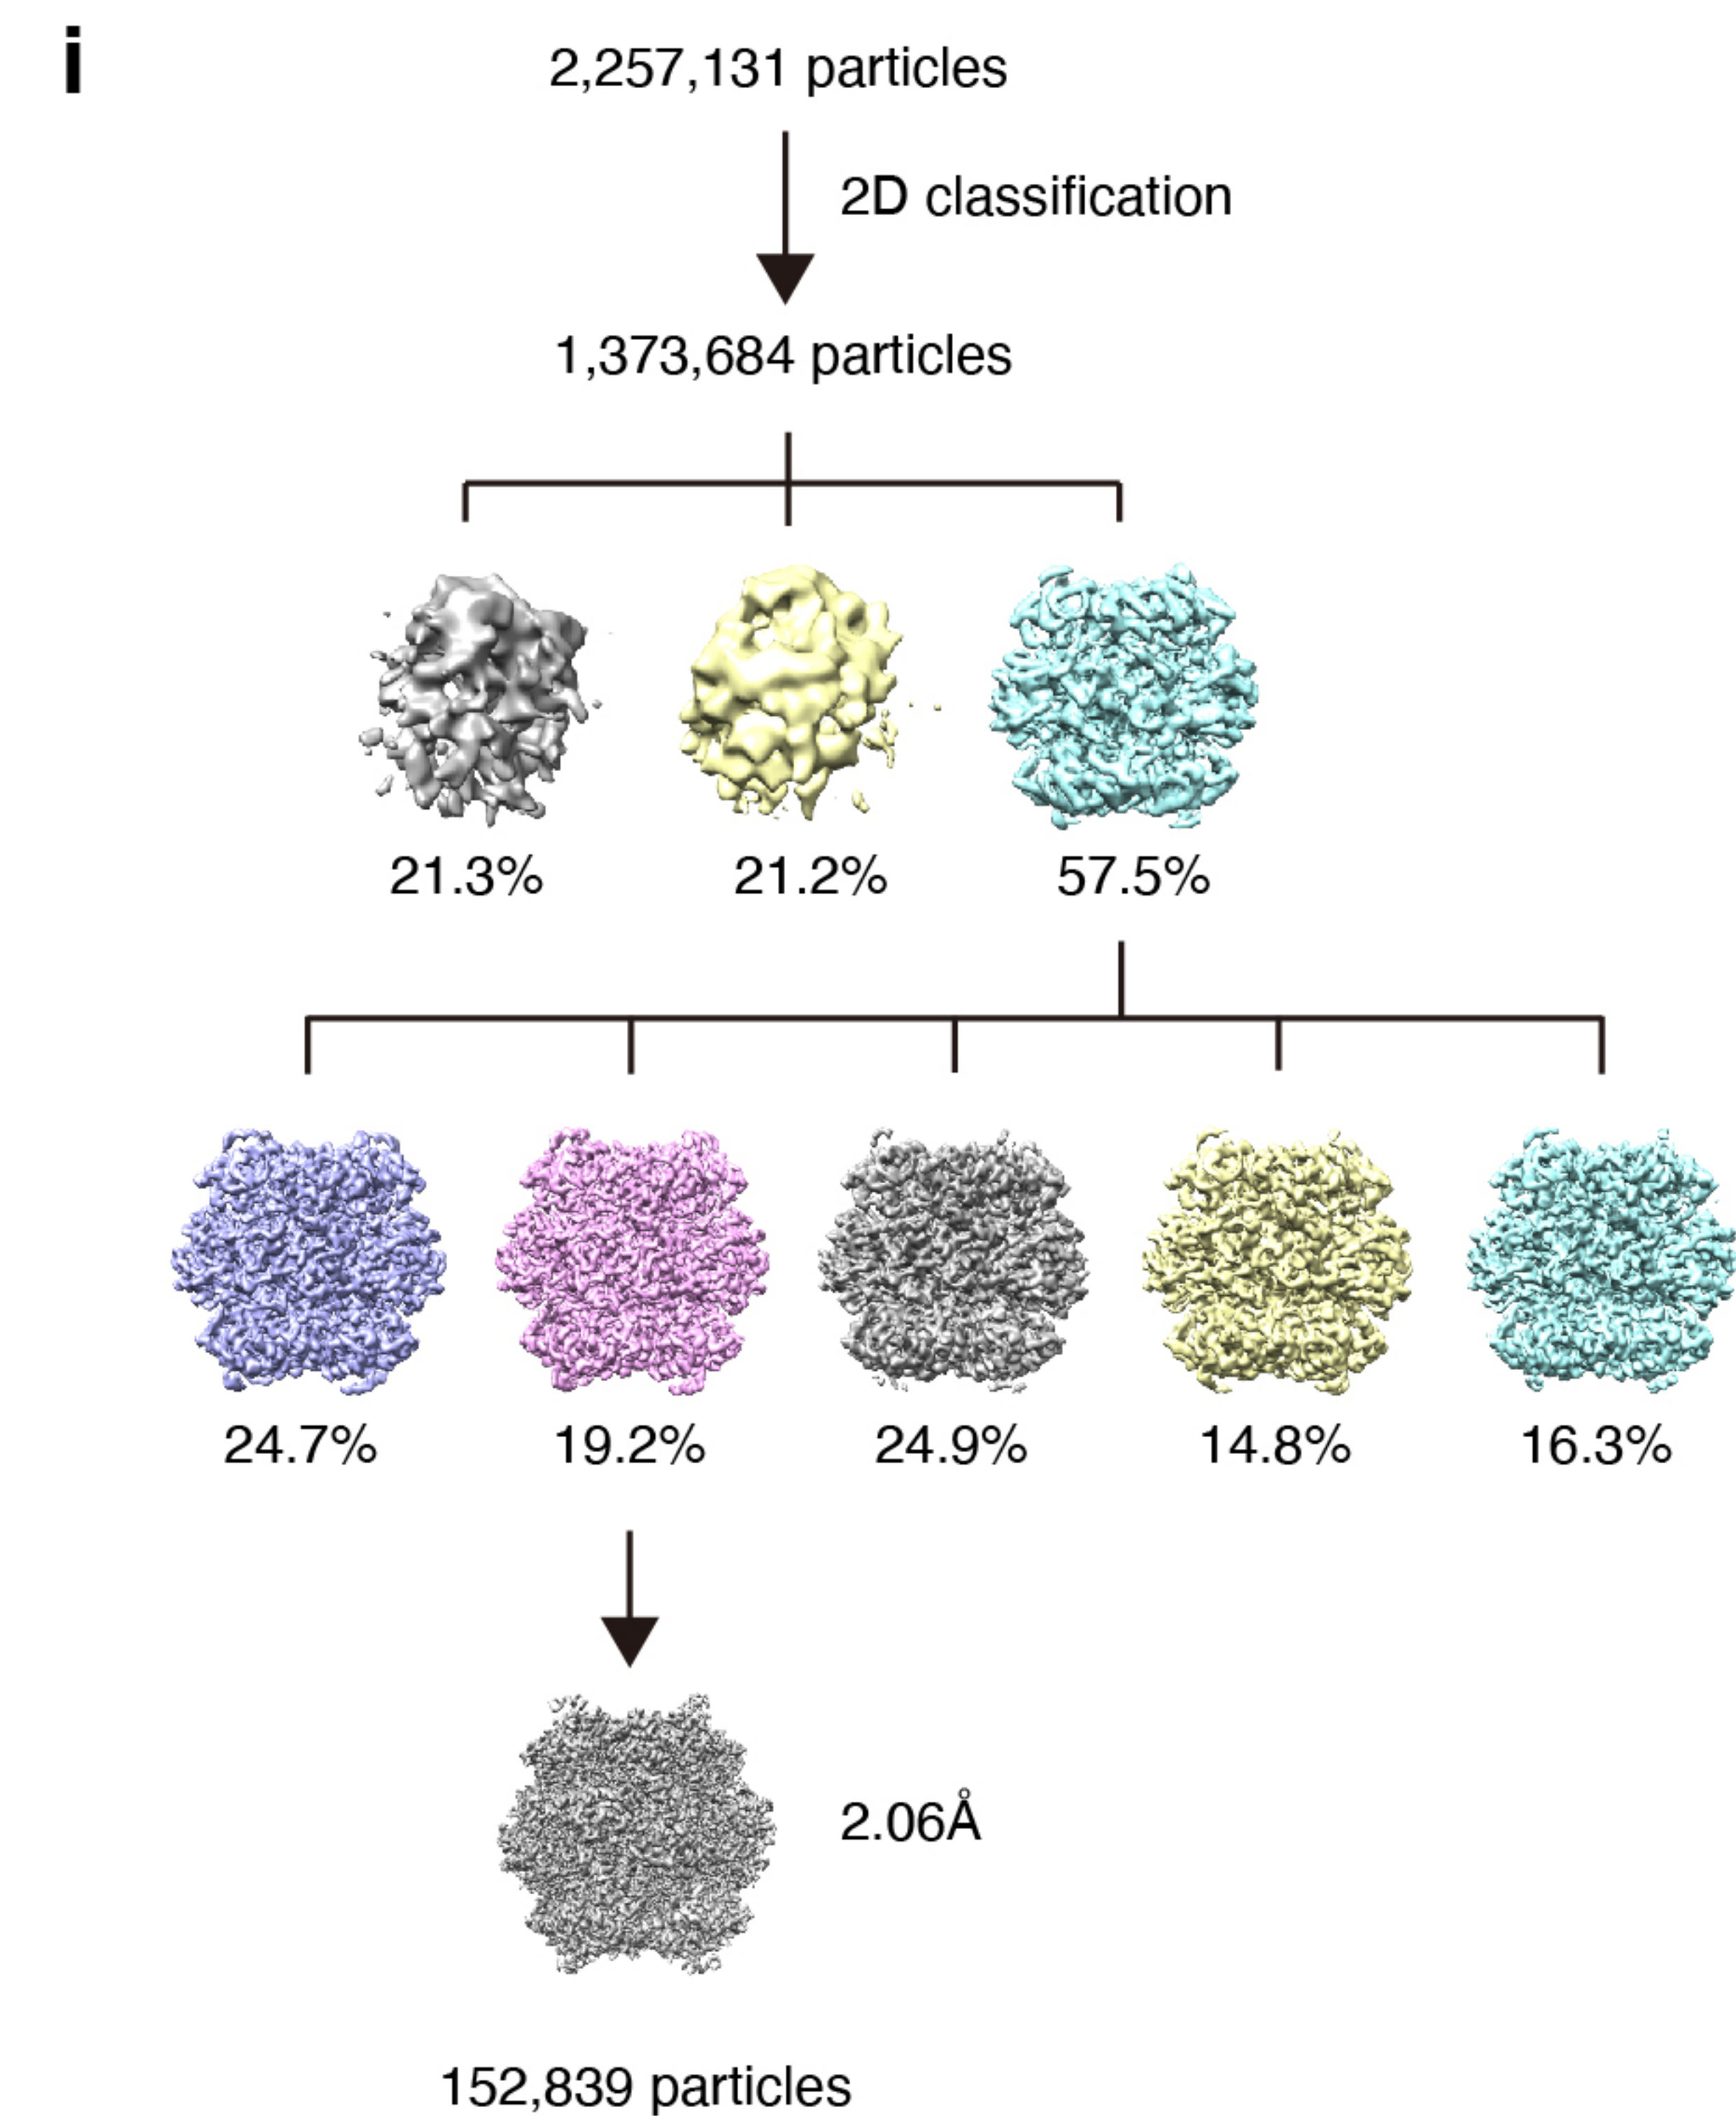 i
2,257,131 particles
2D classification
1,373,684 particles
21.3% 21.2% 57.5%
24.7% 19.2% 24.9% 14.8% 16.3%
2.06Å
152,839 particles